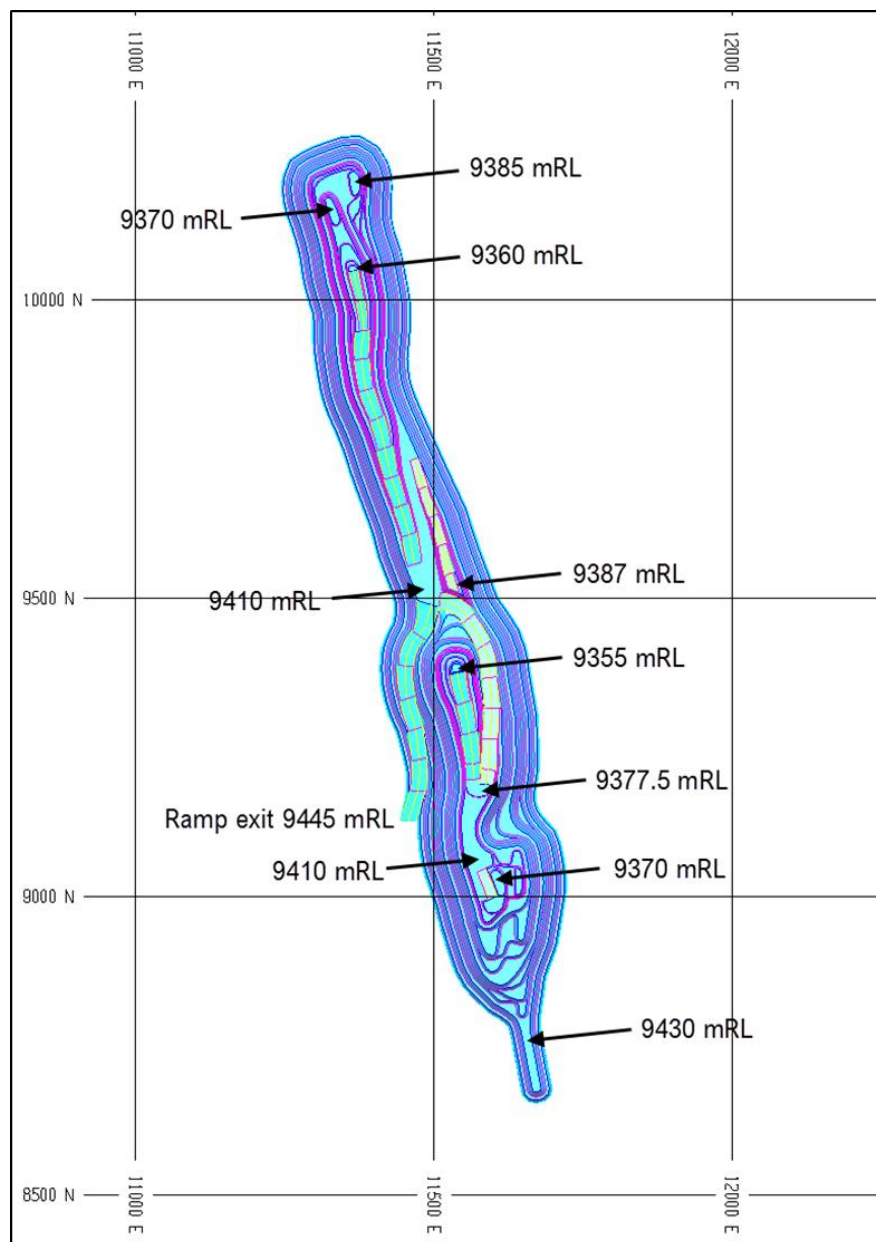 11000 E
11500 E
12000 E
9385 mRL
9370 mRL
9360 mRL
10000 N
9387 mRL
9500 N
9410 mRL
9355 mRL
9377.5 mRL
Ramp exit 9445 mRL
9410 mRL
9370 mRL
9000 N
9430 mRL
8500 N
11000 E
11500 E
12000 E